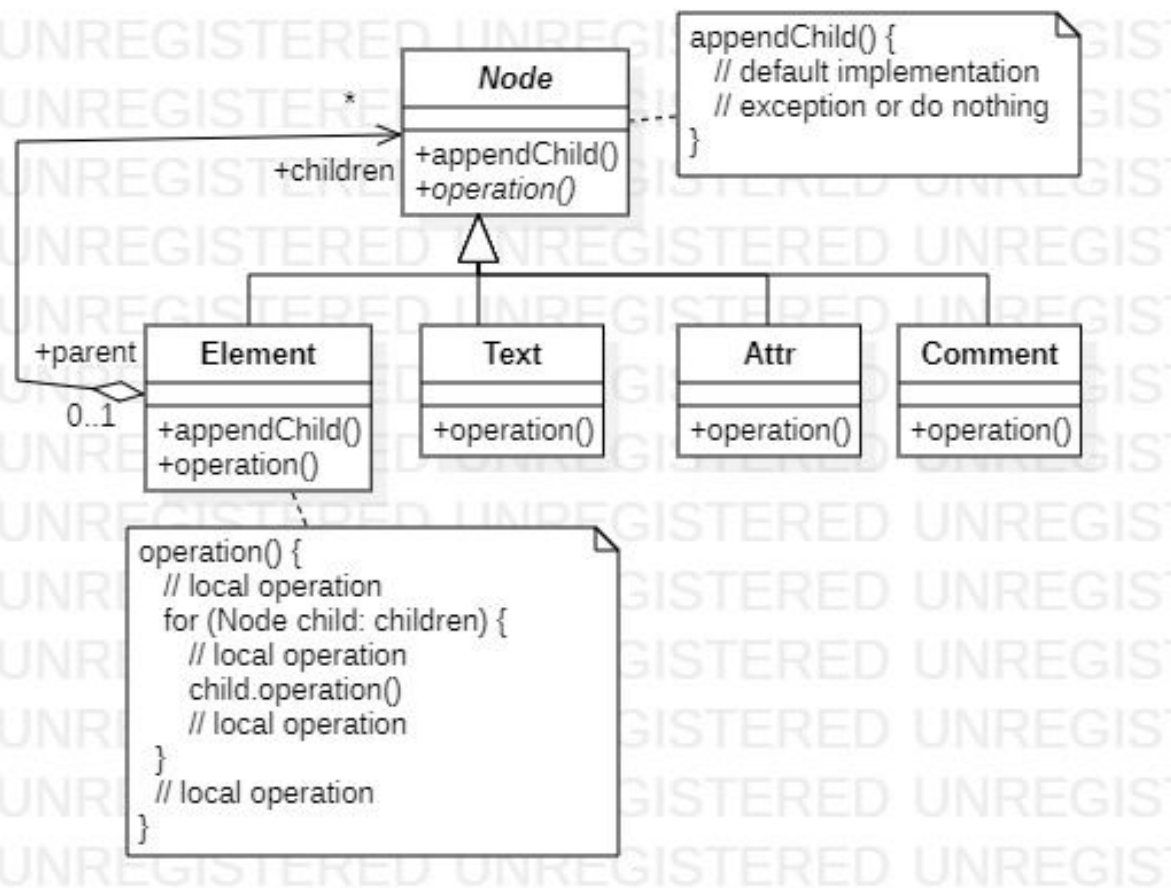 Node
+appendChild()
+operation()
appendChild() {
// default implementation
// exception or do nothing
}
*
+children
+parent
0..1
Element
+appendChild()
+operation()
Text
+operation()
Attr
+operation()
Comment
+operation()
operation() {
// local operation
for (Node child: children) {
// local operation
child.operation()
// local operation
}
// local operation
}
UNREGISTERED UNREGISTERED